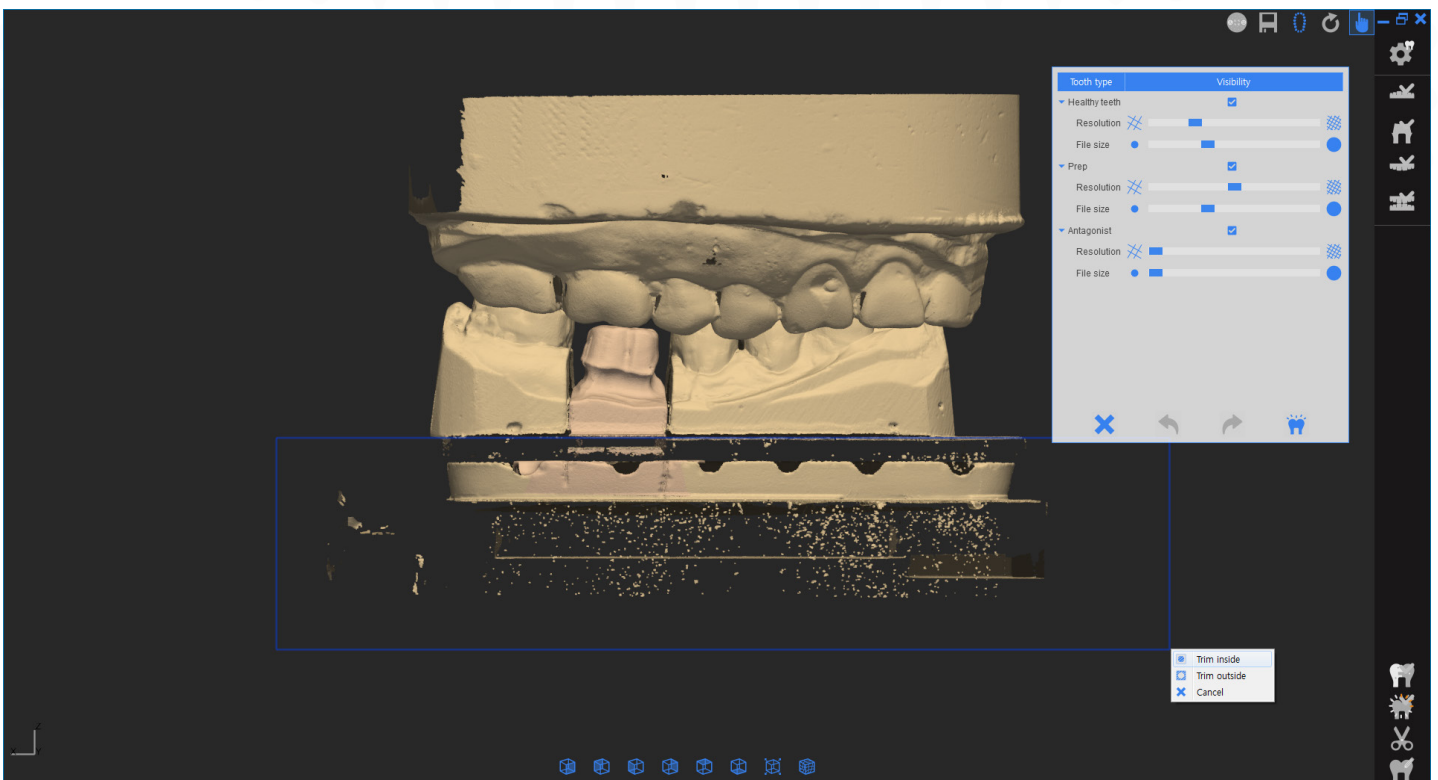 Tooth type Visibility
Healthy teeth
Resolution
File size
Prep
Resolution
File size
Antagonist
Resolution
File size
Trim inside
Trim outside
Cancel